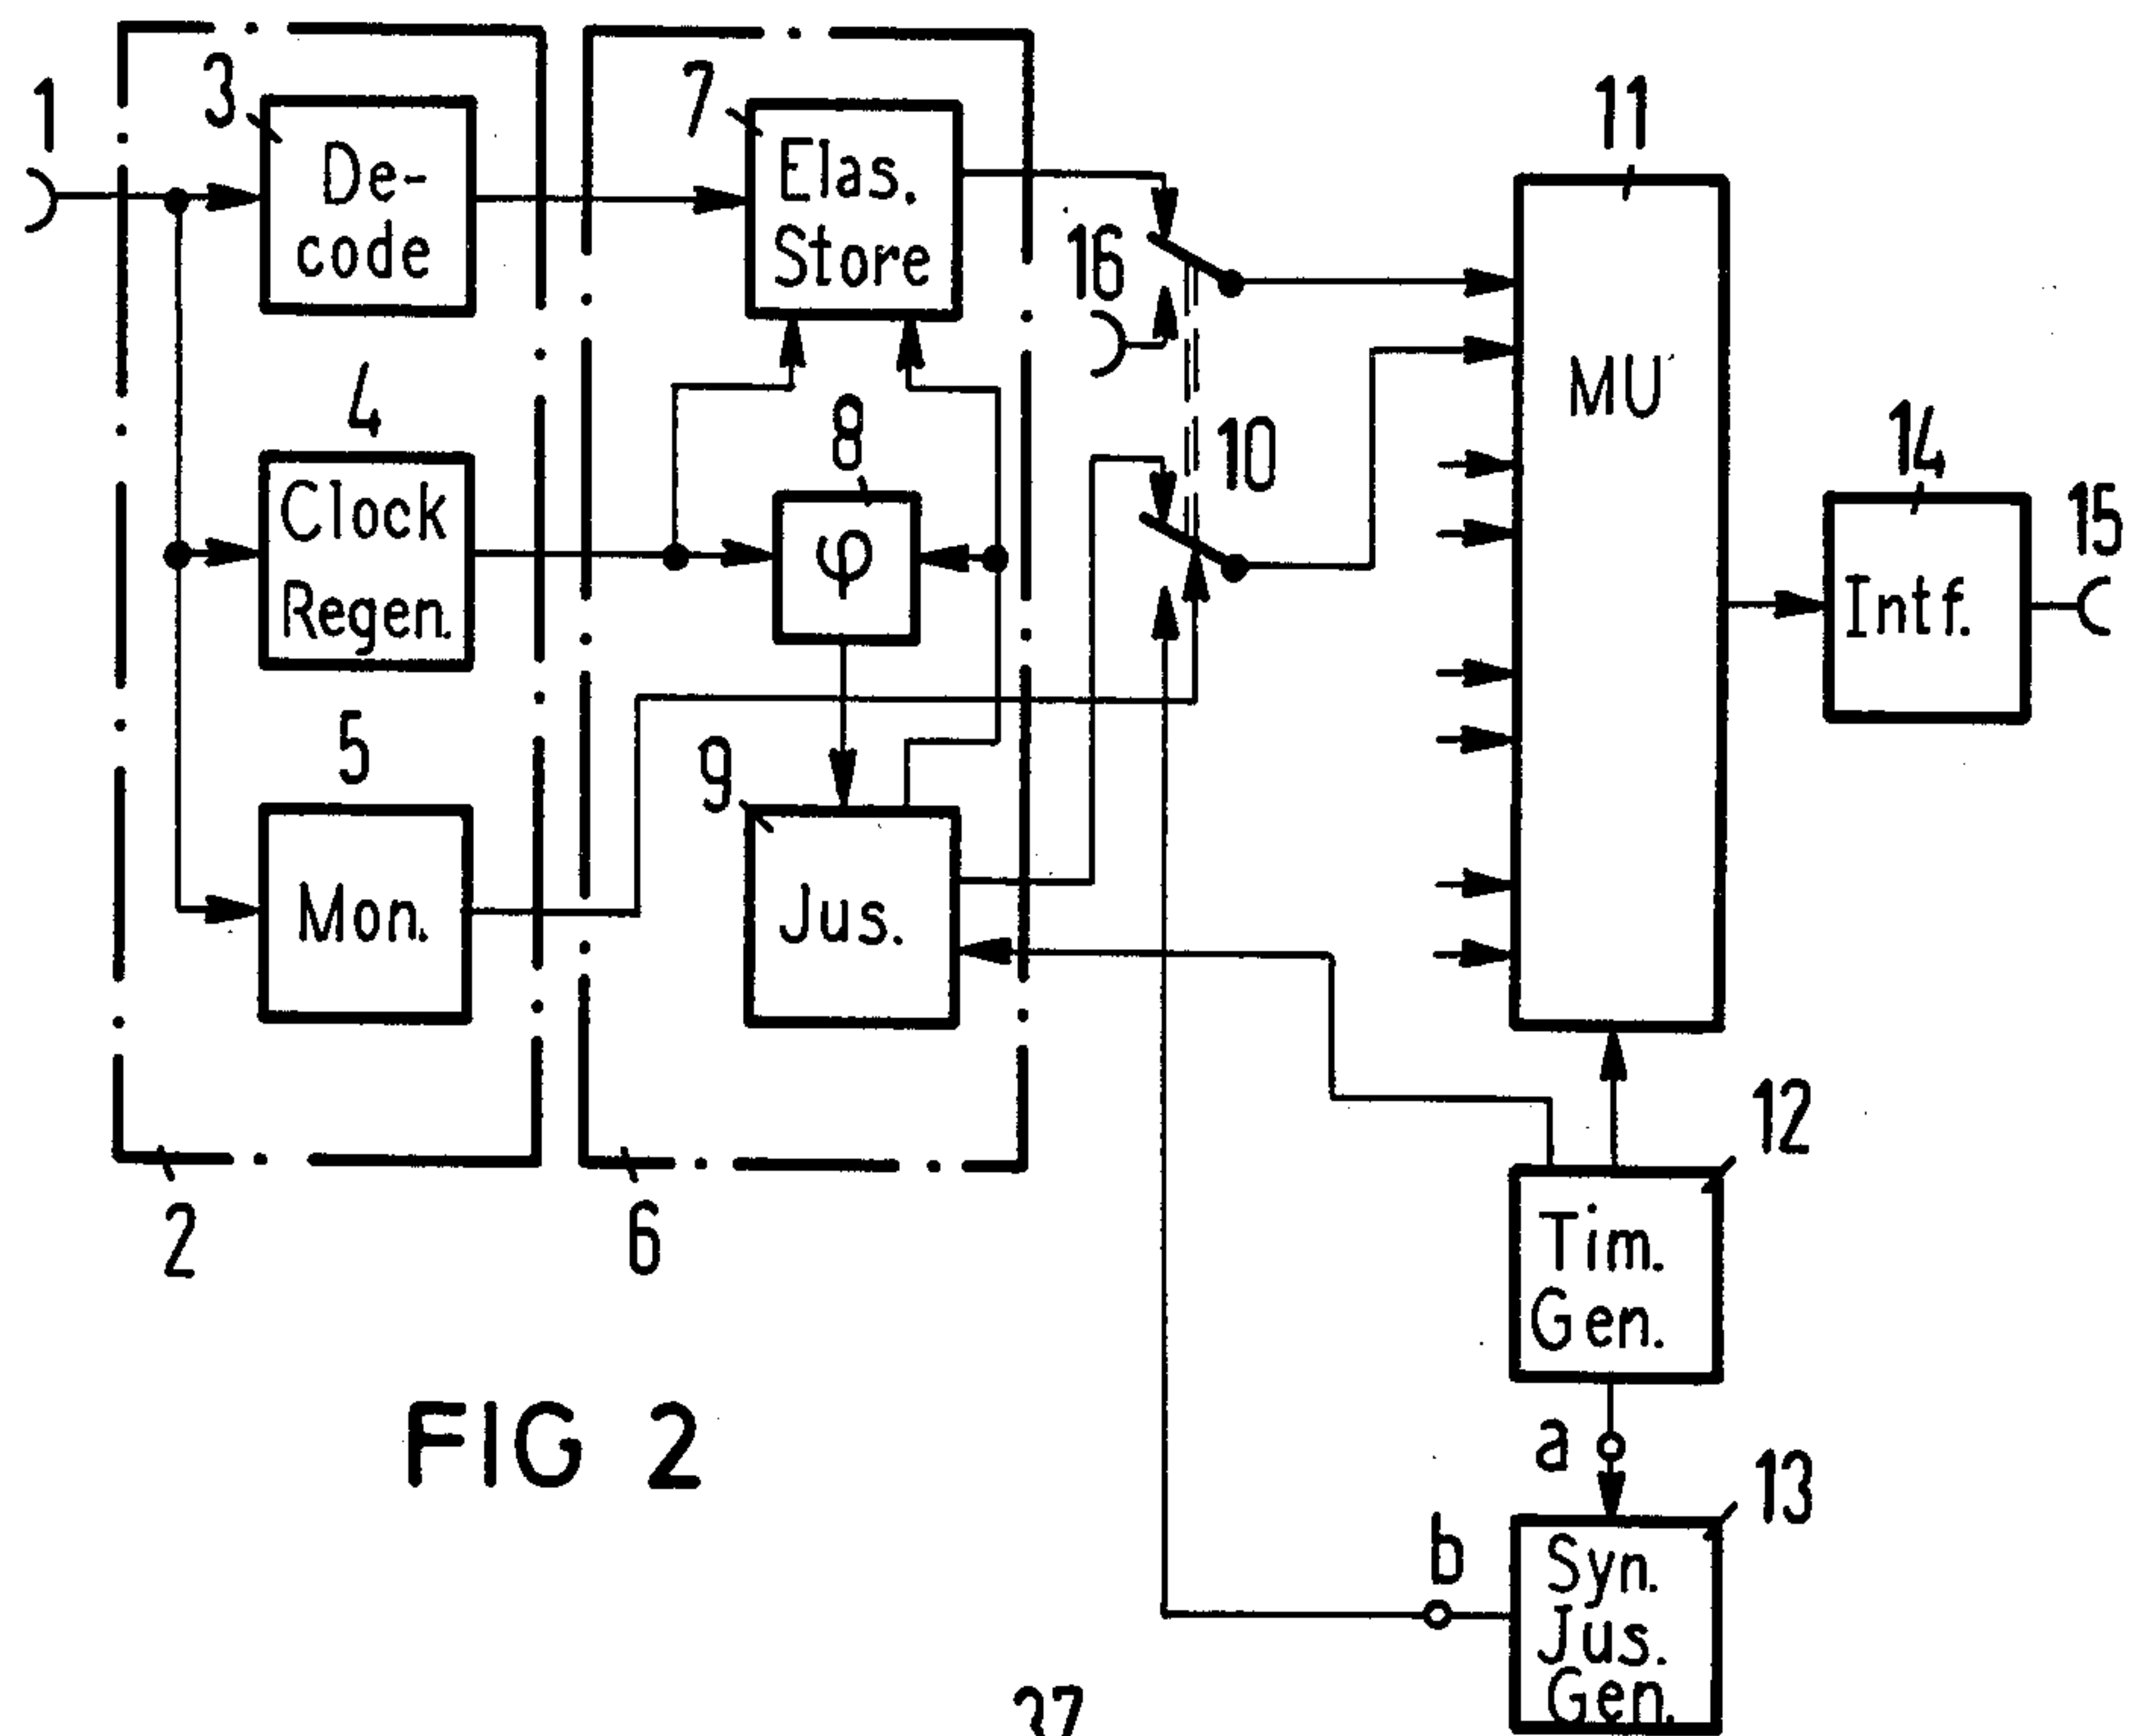 1
3
De-
code
7
Elas.
Store
16
11
MU
4
Clock
Regen.
8
φ
10
14
Intf.
15
5
Mon.
9
Jus.
2
6
12
Tim.
Gen.
a
13
b
Syn.
Jus.
Gen.
FIG 2
37